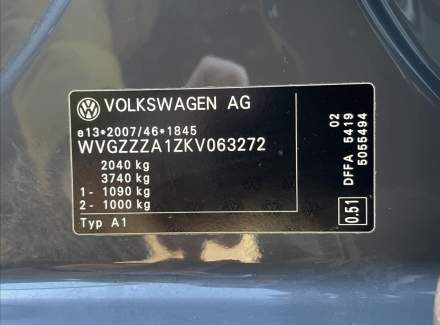 VOLKSWAGEN AG
e13*2007/46*1845
WVGZZZA1ZKV063272
2040 kg
3740 kg
1- 1090 kg
2- 1000 kg
Typ A1
02
DFFA 5419
5055494
0.51